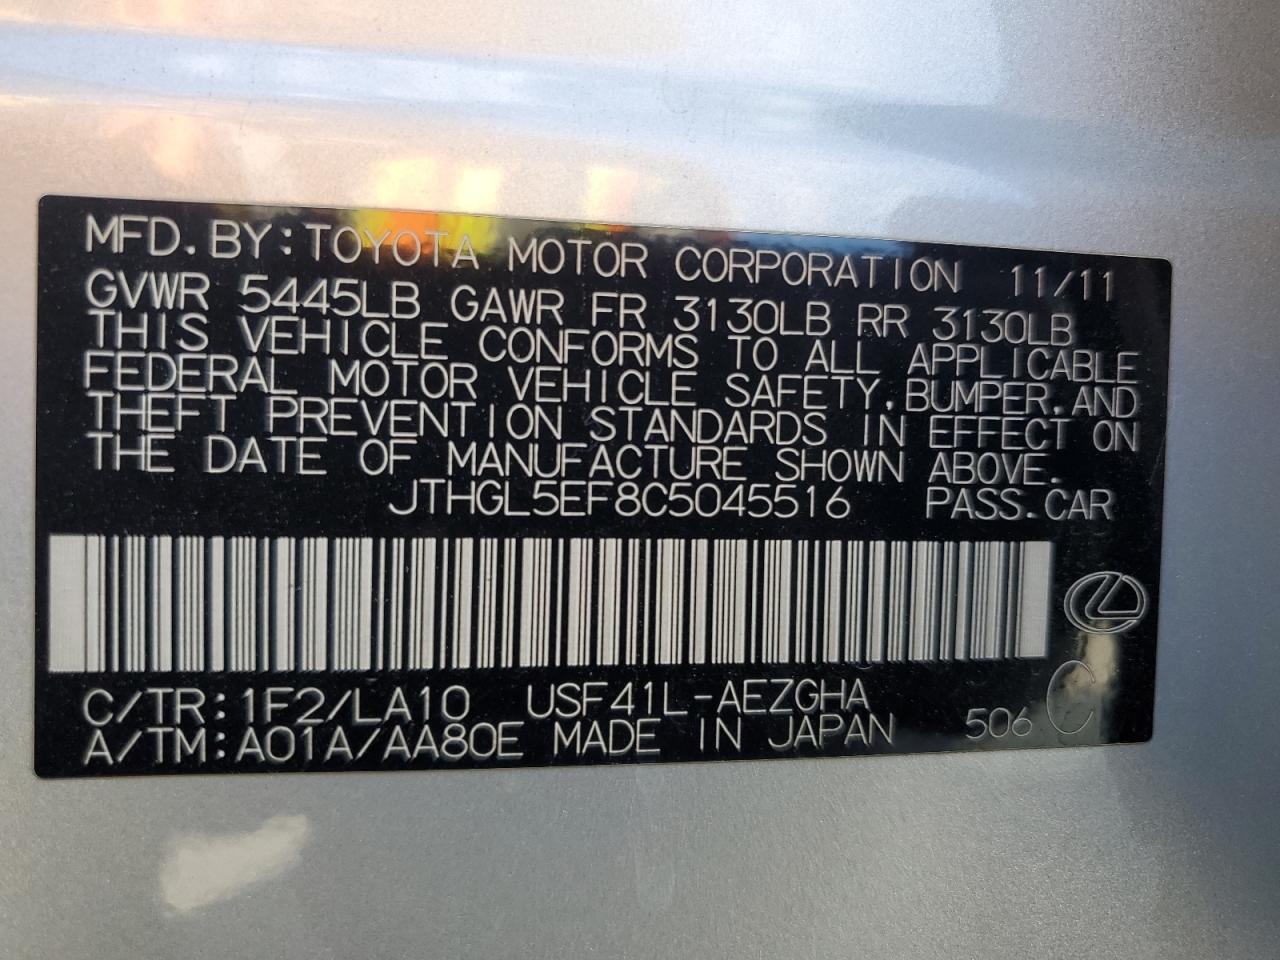 MFD. BY: TOYOTA MOTOR CORPORATION 11/11
GVWR 5445LB GAWR FR 3130LB RR 3130LB
THIS VEHICLE CONFORMS TO ALL APPLICABLE
FEDERAL MOTOR VEHICLE SAFETY, BUMPER, AND
THEFT PREVENTION STANDARDS IN EFFECT ON
THE DATE OF MANUFACTURE SHOWN ABOVE.
JTHGL5EF8C5045516 PASS. CAR
C/TR: 1F2/LA10 USF41L-AEZGHA
A/TM: A01A/AA80E MADE IN JAPAN 506 C